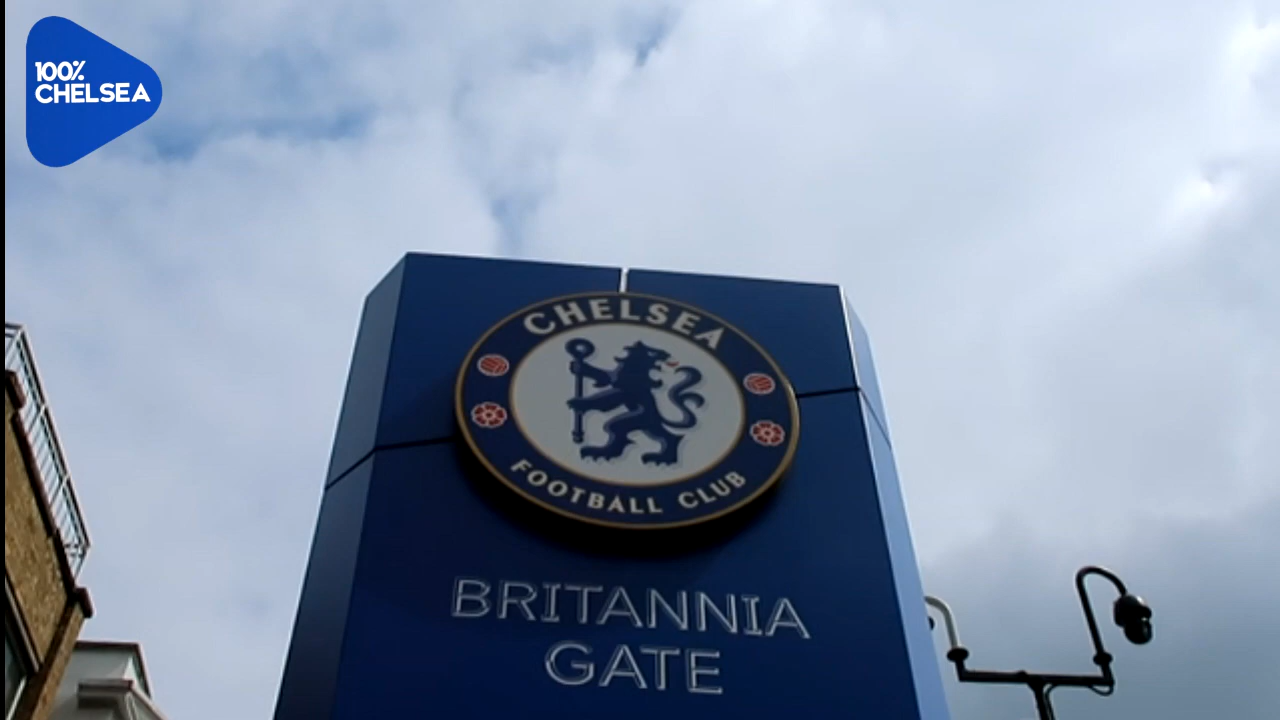 100%
CHELSEA
CHELSEA
FOOTBALL CLUB
BRITANNIA
GATE